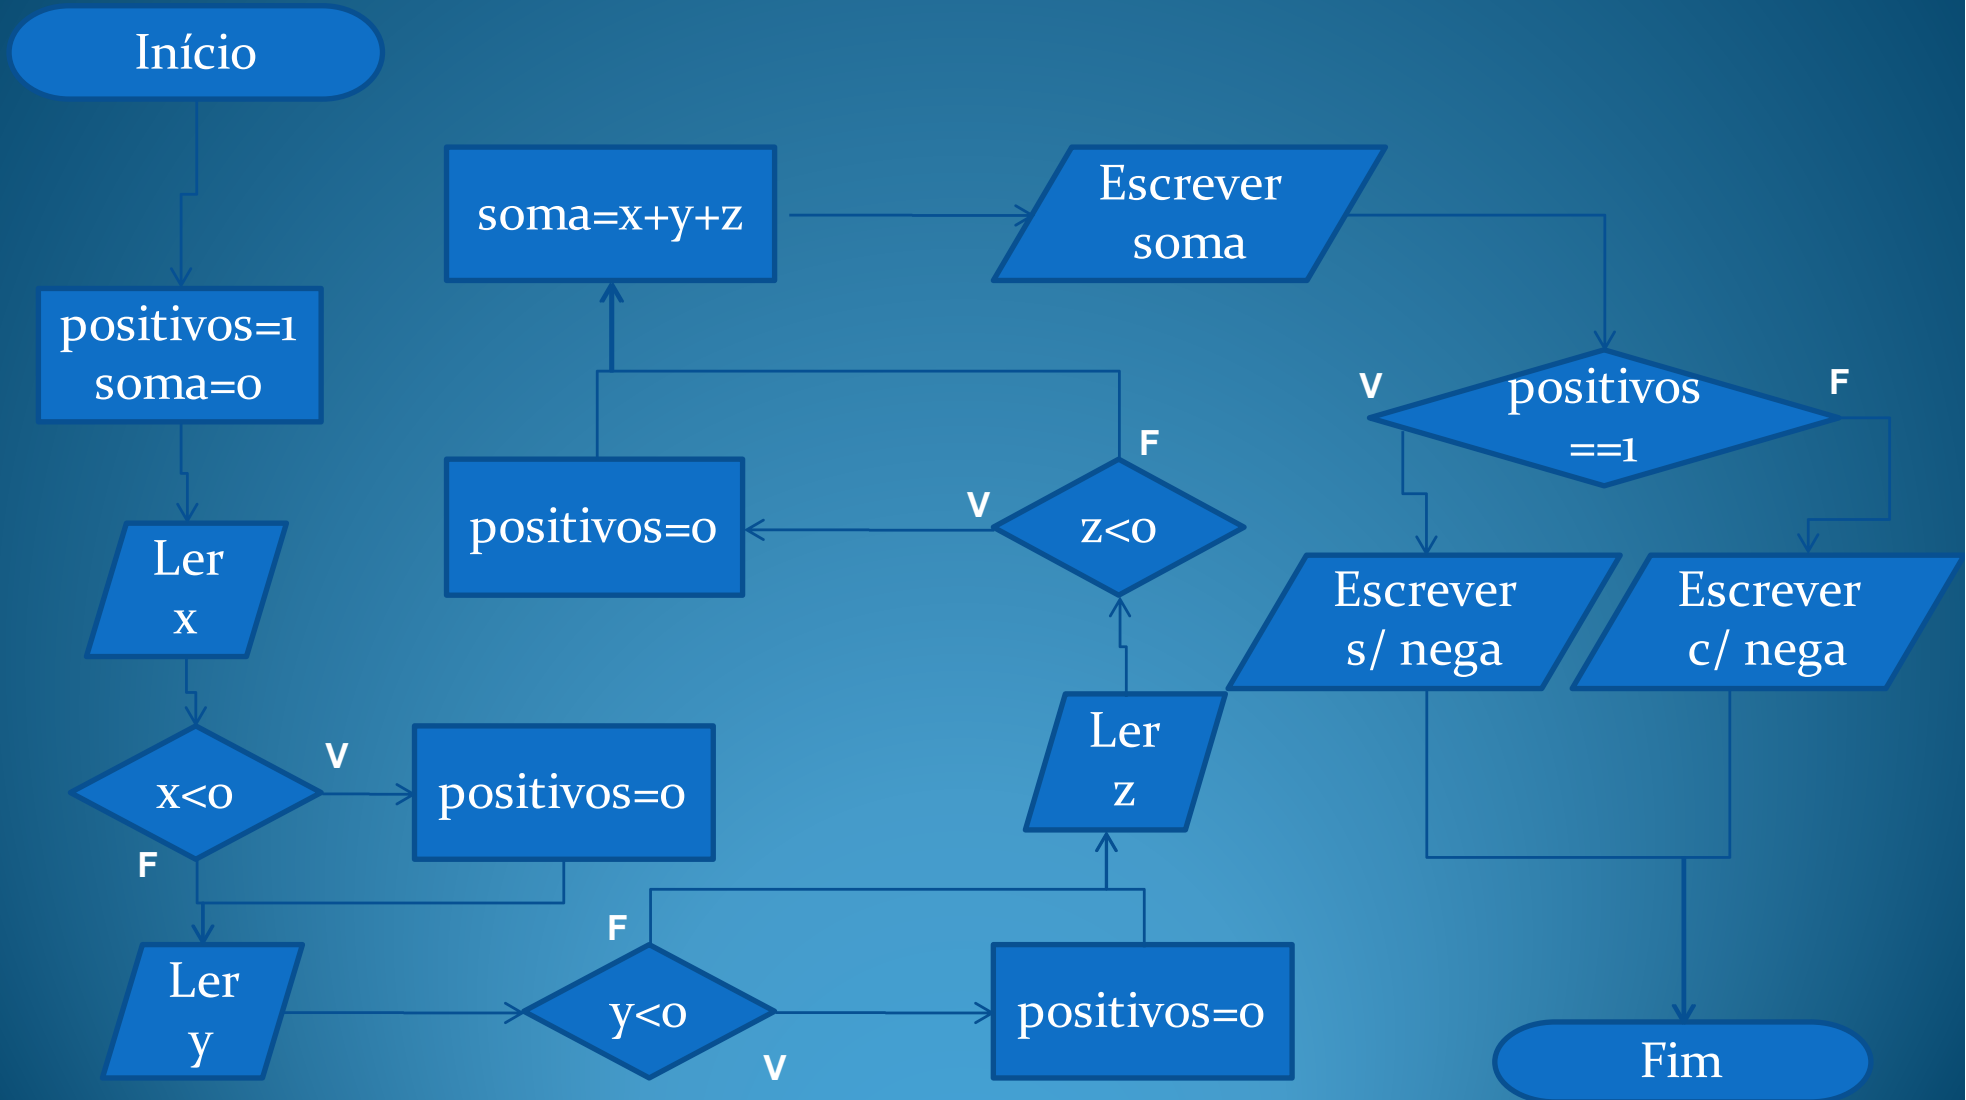 Início
positivos=1
soma=0
Ler
x
x<0
V
F
positivos=0
Ler
y
y<0
F
V
positivos=0
Ler
z
z<0
V
F
positivos=0
soma=x+y+z
Escrever
soma
positivos
==1
V
F
Escrever
s/ nega
Escrever
c/ nega
Fim